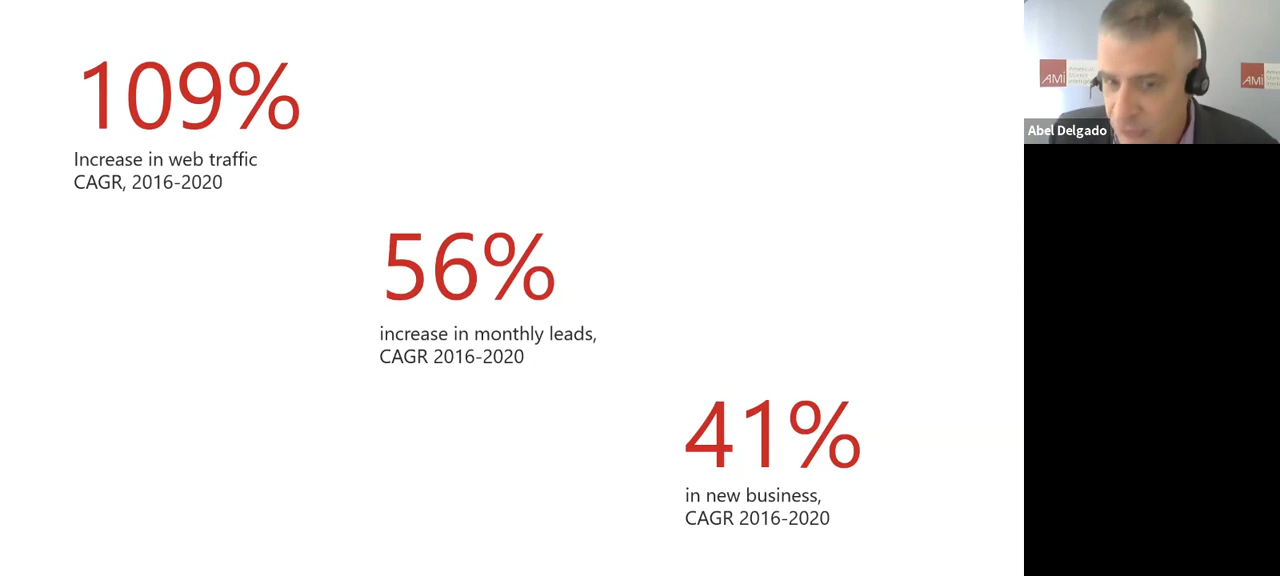 109%
Increase in web traffic
CAGR, 2016-2020
56%
increase in monthly leads,
CAGR 2016-2020
41%
in new business,
CAGR 2016-2020
AMI
AMI
Abel Delgado